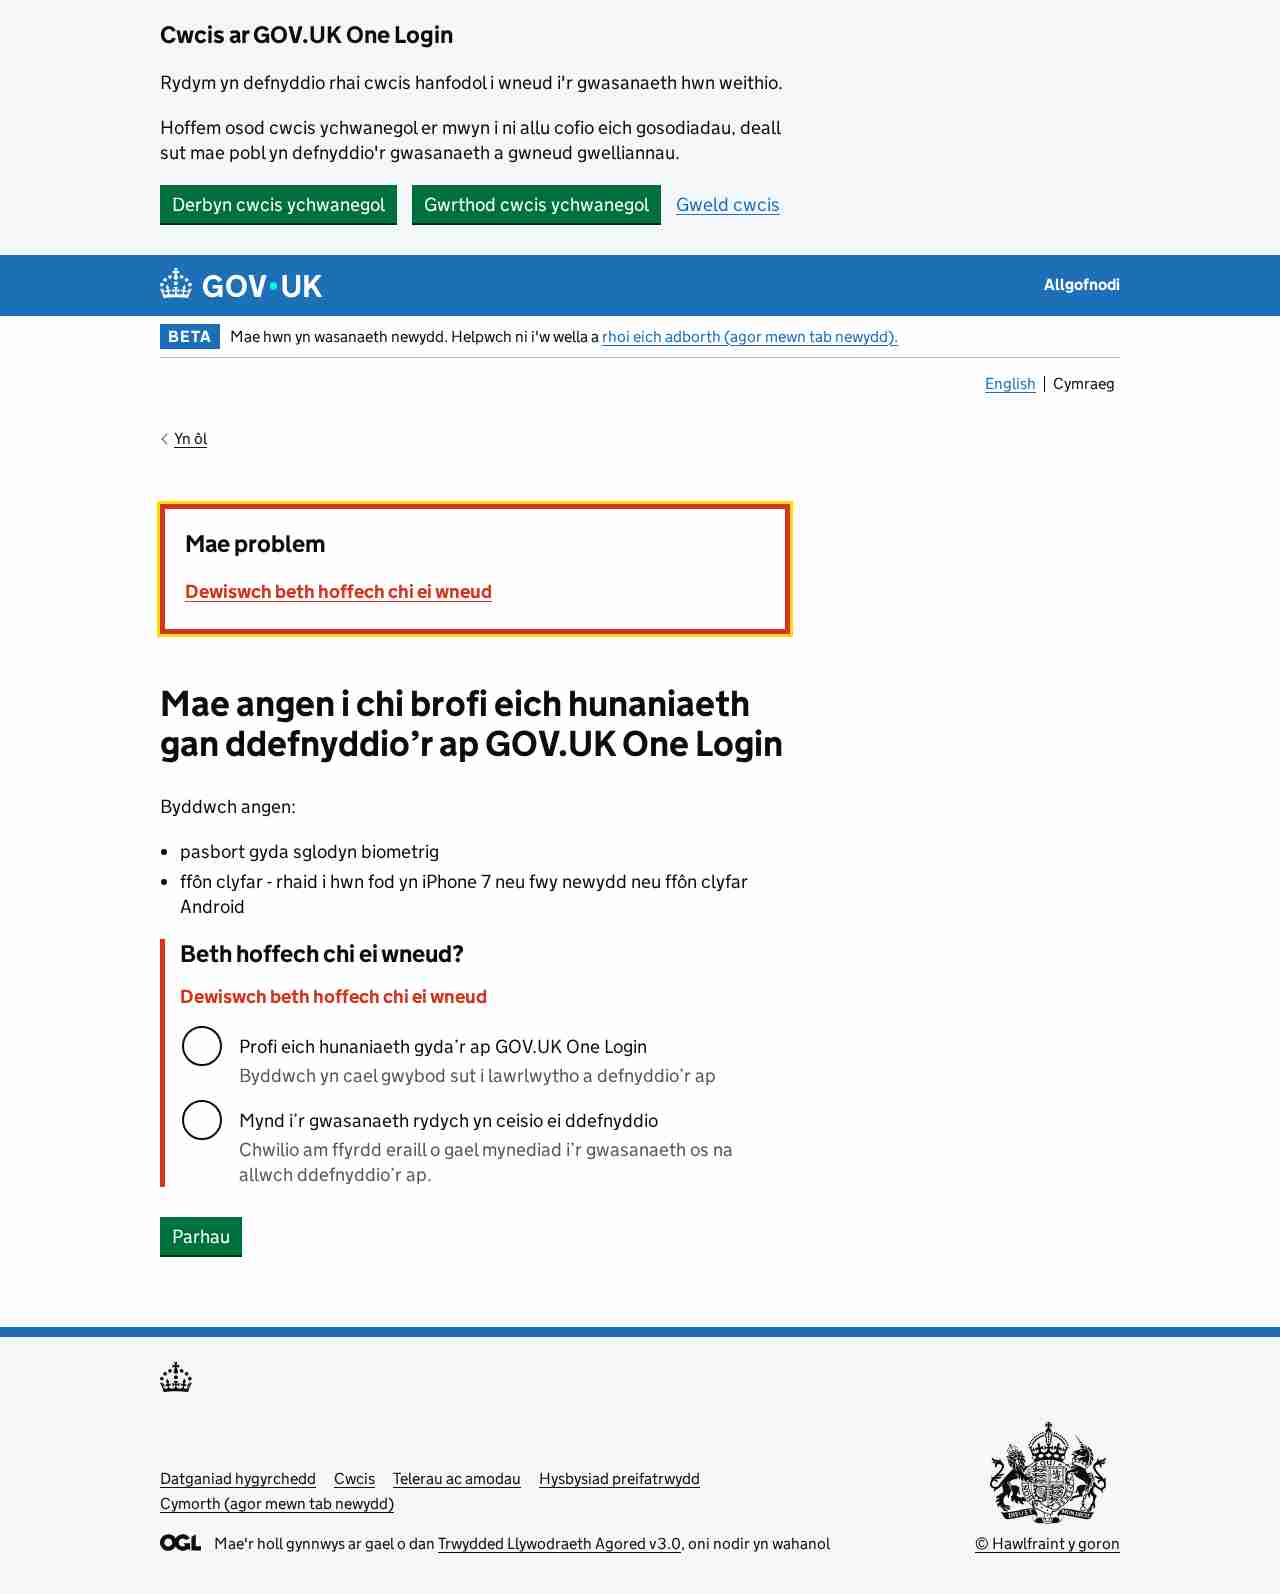 Cwcis ar GOV.UK One Login
Rydym yn defnyddio rhai cwcis hanfodol i wneud i'r gwasanaeth hwn weithio.
Hoffem osod cwcis ychwanegol er mwyn i ni allu cofio eich gosodiadau, deall
sut mae pobl yn defnyddio'r gwasanaeth a gwneud gwelliannau.
Derbyn cwcis ychwanegol Gwrthod cwcis ychwanegol Gweld cwcis
GOV·UK Allgofnodi
BETA Mae hwn yn wasanaeth newydd. Helpwch ni i'w wella a rhoi eich adborth (agor mewn tab newydd).
English Cymraeg
Yn ôl
Mae problem
Dewiswch beth hoffech chi ei wneud
Mae angen i chi brofi eich hunaniaeth
gan ddefnyddio’r ap GOV.UK One Login
Byddwch angen:
• pasbort gyda sglodyn biometrig
• ffôn clyfar - rhaid i hwn fod yn iPhone 7 neu fwy newydd neu ffôn clyfar
Android
Beth hoffech chi ei wneud?
Dewiswch beth hoffech chi ei wneud
Profi eich hunaniaeth gyda’r ap GOV.UK One Login
Byddwch yn cael gwybod sut i lawrlwytho a defnyddio’r ap
Mynd i’r gwasanaeth rydych yn ceisio ei ddefnyddio
Chwilio am ffyrdd eraill o gael mynediad i’r gwasanaeth os na
allwch ddefnyddio’r ap.
Parhau
Datganiad hygyrchedd Cwcis Telerau ac amodau Hysbysiad preifatrwydd
Cymorth (agor mewn tab newydd)
OGL Mae'r holl gynnwys ar gael o dan Trwydded Llywodraeth Agored v3.0, oni nodir yn wahanol
© Hawlfraint y goron